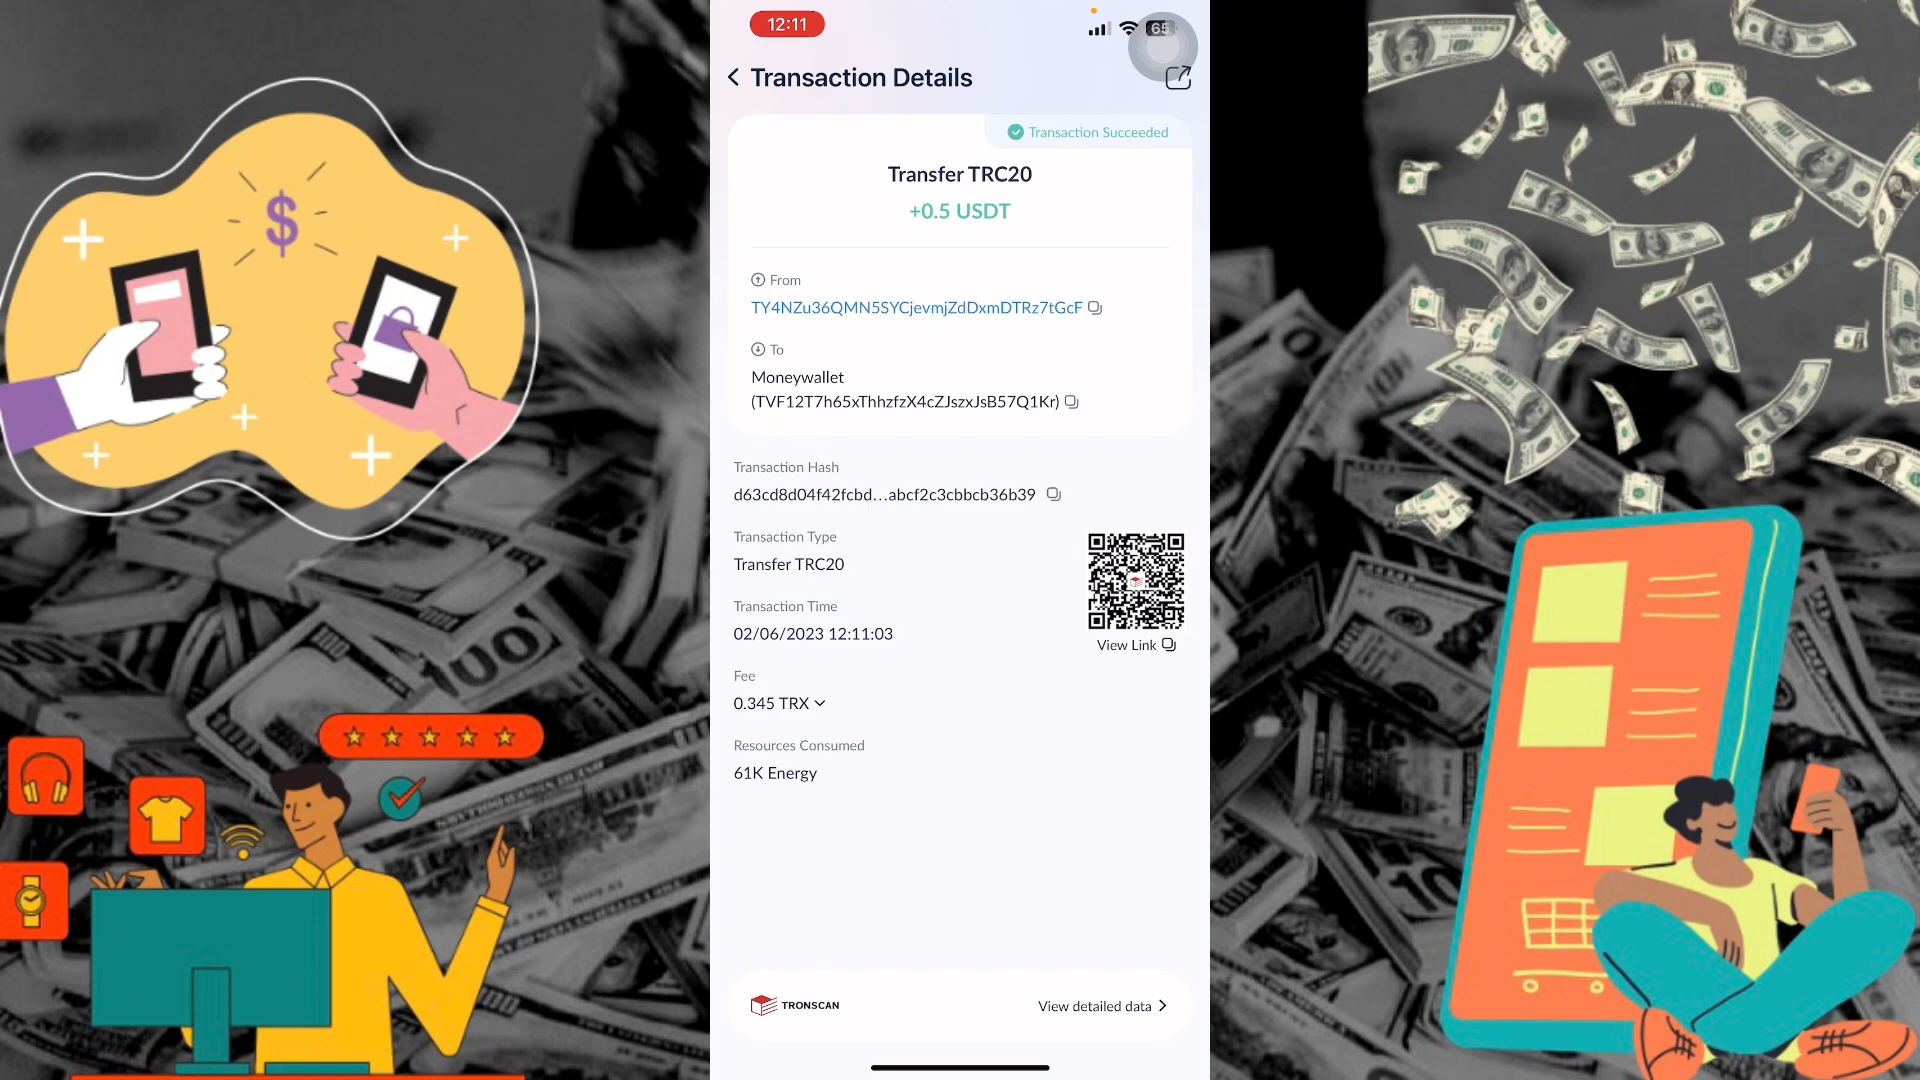 12:11
65
Transaction Details
Transaction Succeeded
Transfer TRC20
+0.5 USDT
From
TY4NZu36QMN5SYCjevmjZdDxmDTRz7tGcF
To
Moneywallet
(TVF12T7h65xThhzfzX4cZJszxJsB57Q1Kr)
Transaction Hash
d63cd8d04f42fcbd...abcf2c3cbbcb36b39
Transaction Type
Transfer TRC20
Transaction Time
02/06/2023 12:11:03
View Link
Fee
0.345 TRX
Resources Consumed
61K Energy
TRONSCAN
View detailed data
$
100